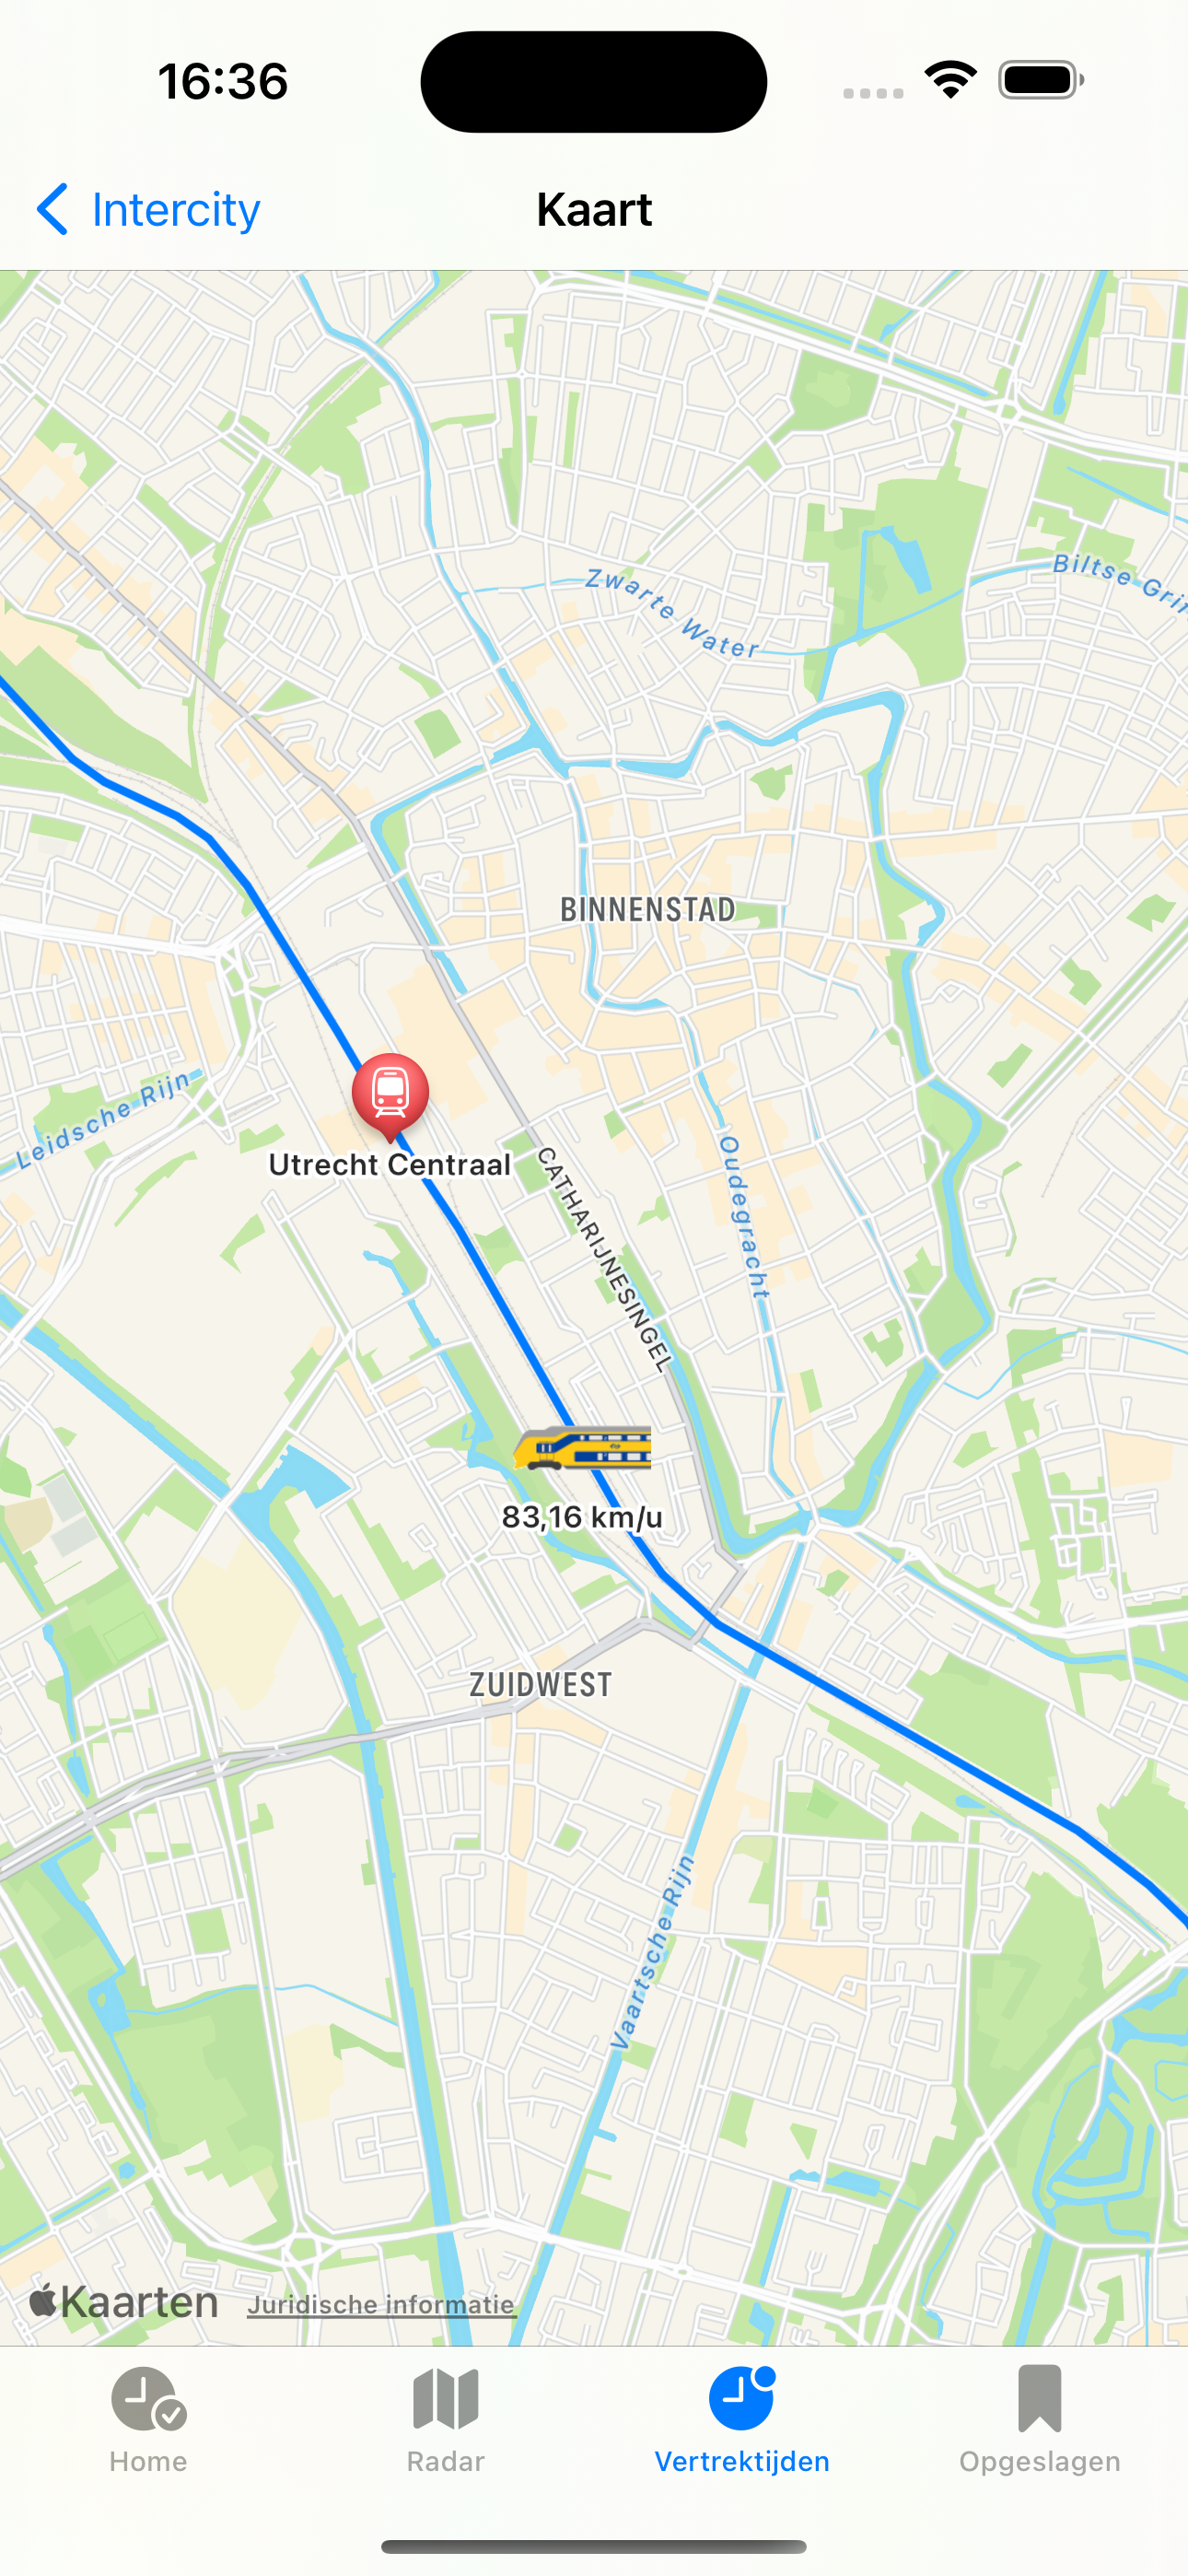 16:36
Intercity
Kaart
Zwarte Water
Biltse Grif
BINNENSTAD
Leidsche Rijn
Utrecht Centraal
CATHARIJNESINGEL
Oudegracht
83,16 km/u
ZUIDWEST
Vaartsche Rijn
Kaarten
Juridische informatie
Home
Radar
Vertrektijden
Opgeslagen